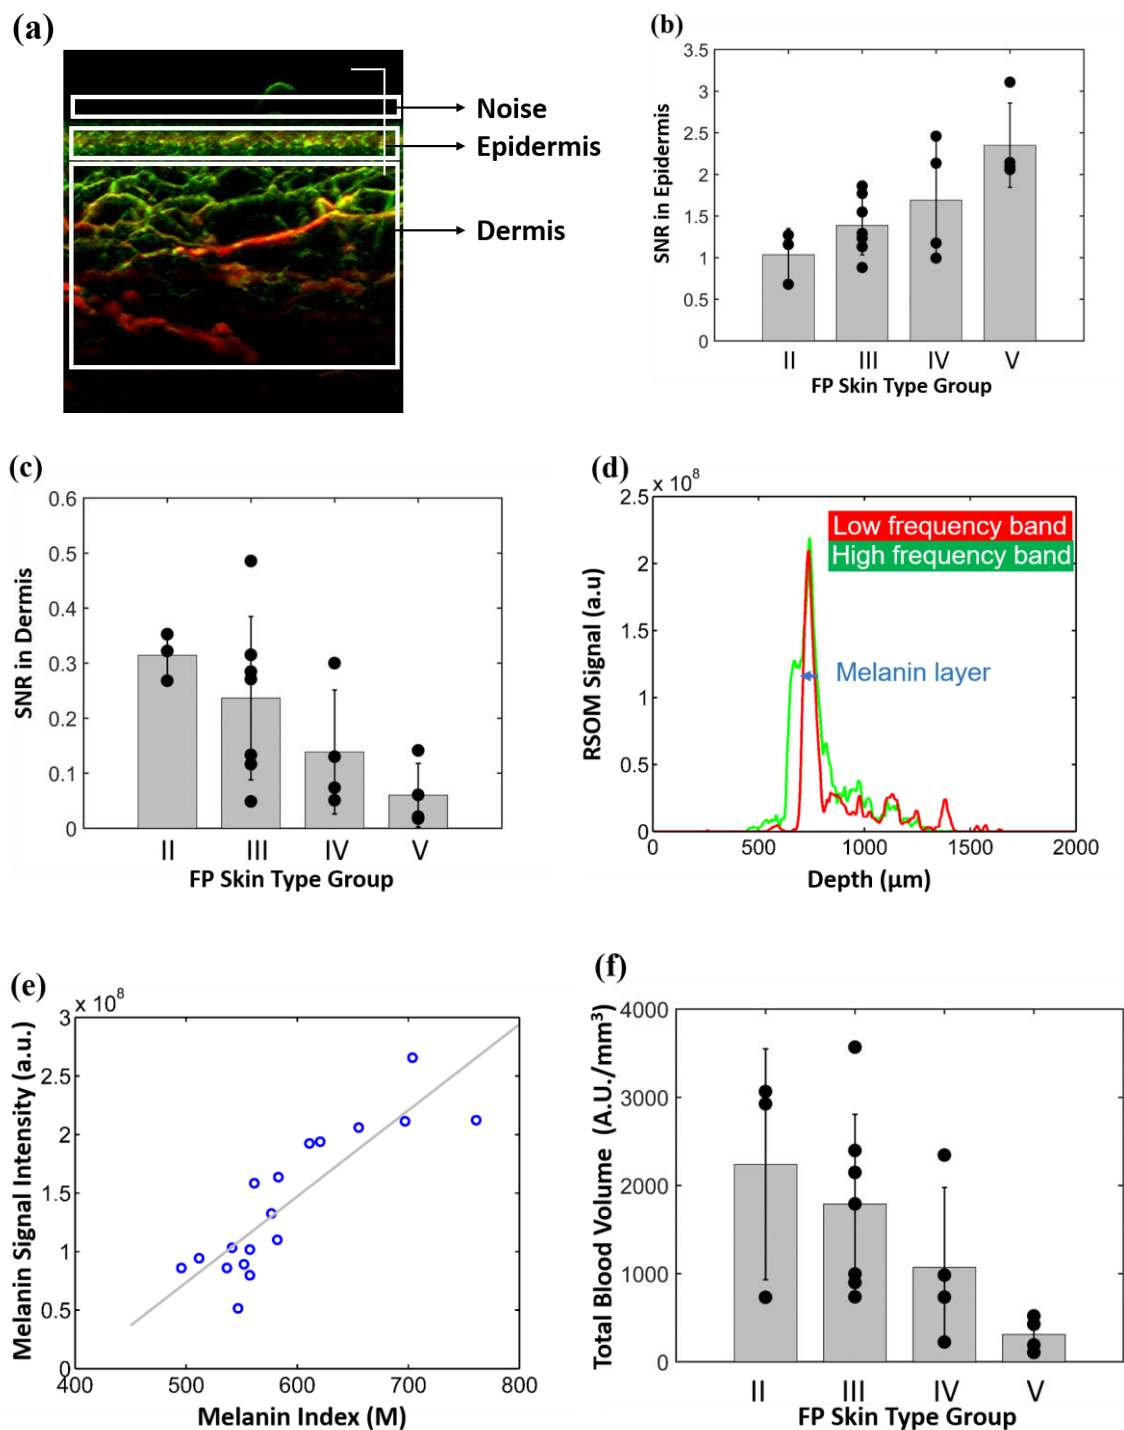 (a)
Noise
Epidermis
Dermis
(b)
SNR in Epidermis
3.5
3
2.5
2
1.5
1
0.5
0
II III IV V
FP Skin Type Group
(c)
SNR in Dermis
0.6
0.5
0.4
0.3
0.2
0.1
0
II III IV V
FP Skin Type Group
(d)
x 10⁸
RSOM Signal (a.u)
2.5
2
1.5
1
0.5
0
Low frequency band
High frequency band
Melanin layer
0 500 1000 1500 2000
Depth (µm)
(e)
x 10⁸
Melanin Signal Intensity (a.u.)
3
2.5
2
1.5
1
0.5
0
400 500 600 700 800
Melanin Index (M)
(f)
Total Blood Volume (A.U./mm³)
4000
3000
2000
1000
0
II III IV V
FP Skin Type Group